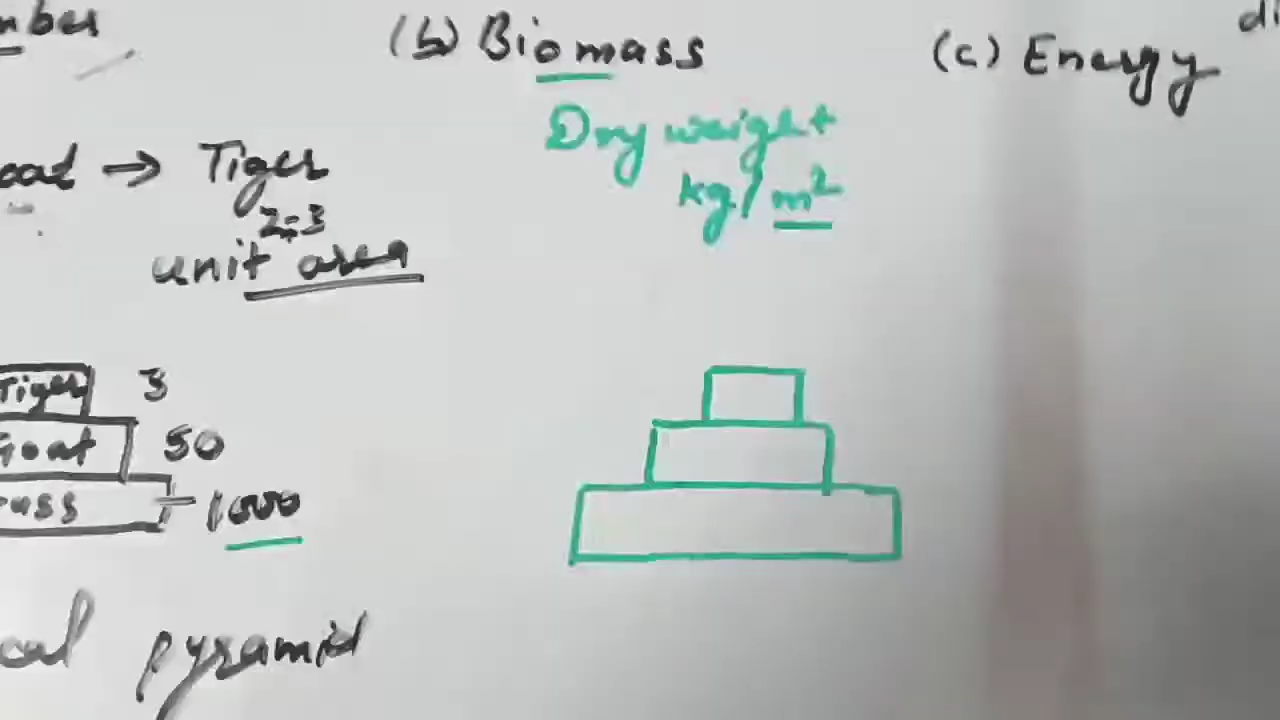 mber
(b) Biomass
(c) Energy
di
Dry weight
kg/m²
oat → Tiger
2-3
unit area
Tiger 3
Goat 50
rass 1000
cal pyramid